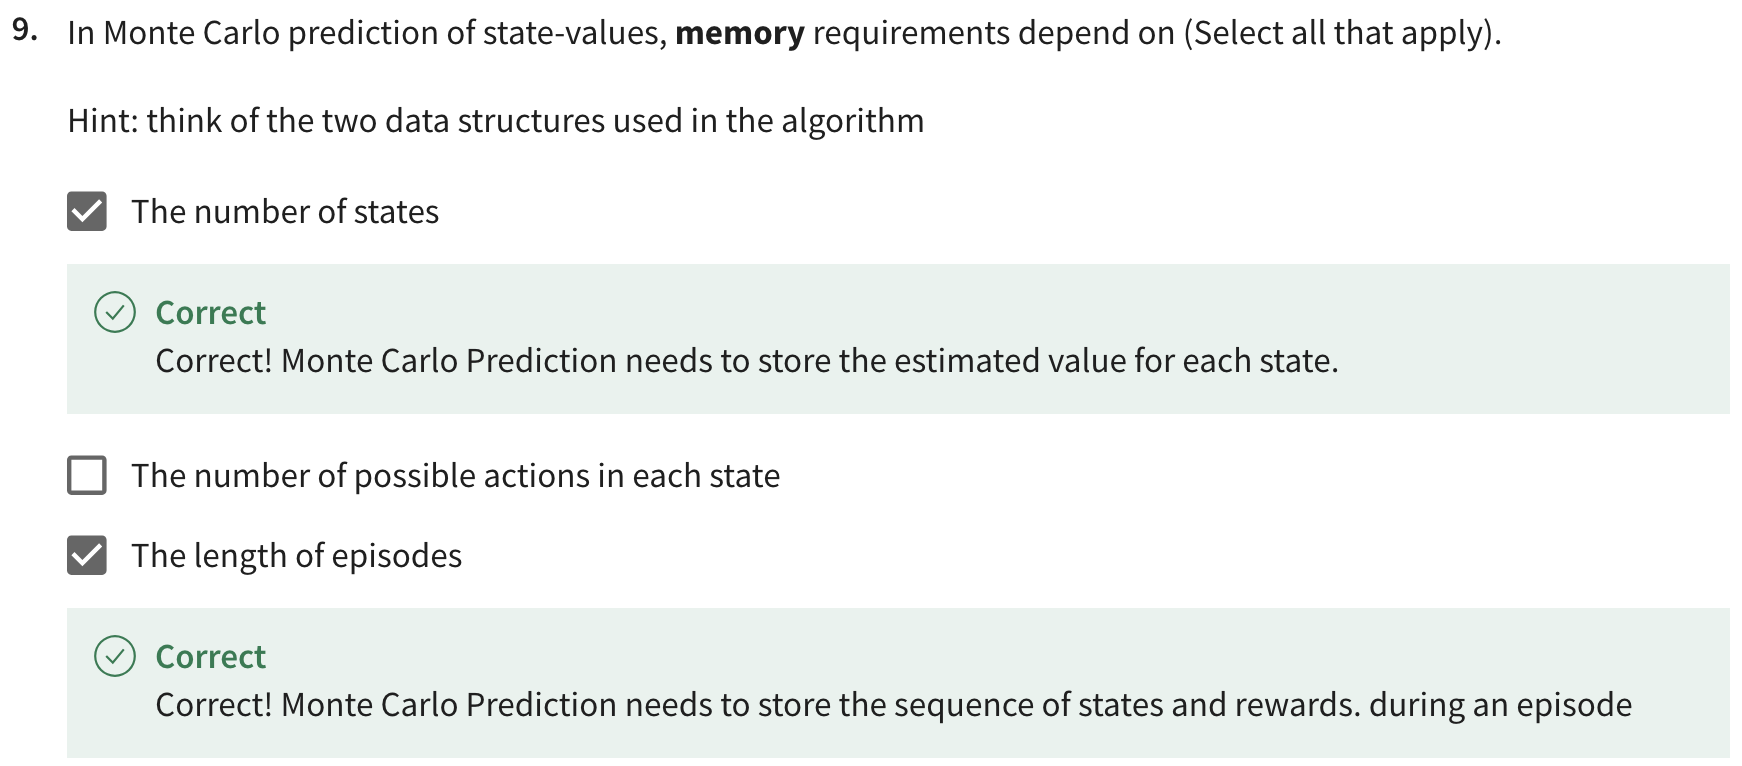 9. In Monte Carlo prediction of state-values, memory requirements depend on (Select all that apply).
Hint: think of the two data structures used in the algorithm
The number of states
Correct
Correct! Monte Carlo Prediction needs to store the estimated value for each state.
The number of possible actions in each state
The length of episodes
Correct
Correct! Monte Carlo Prediction needs to store the sequence of states and rewards. during an episode